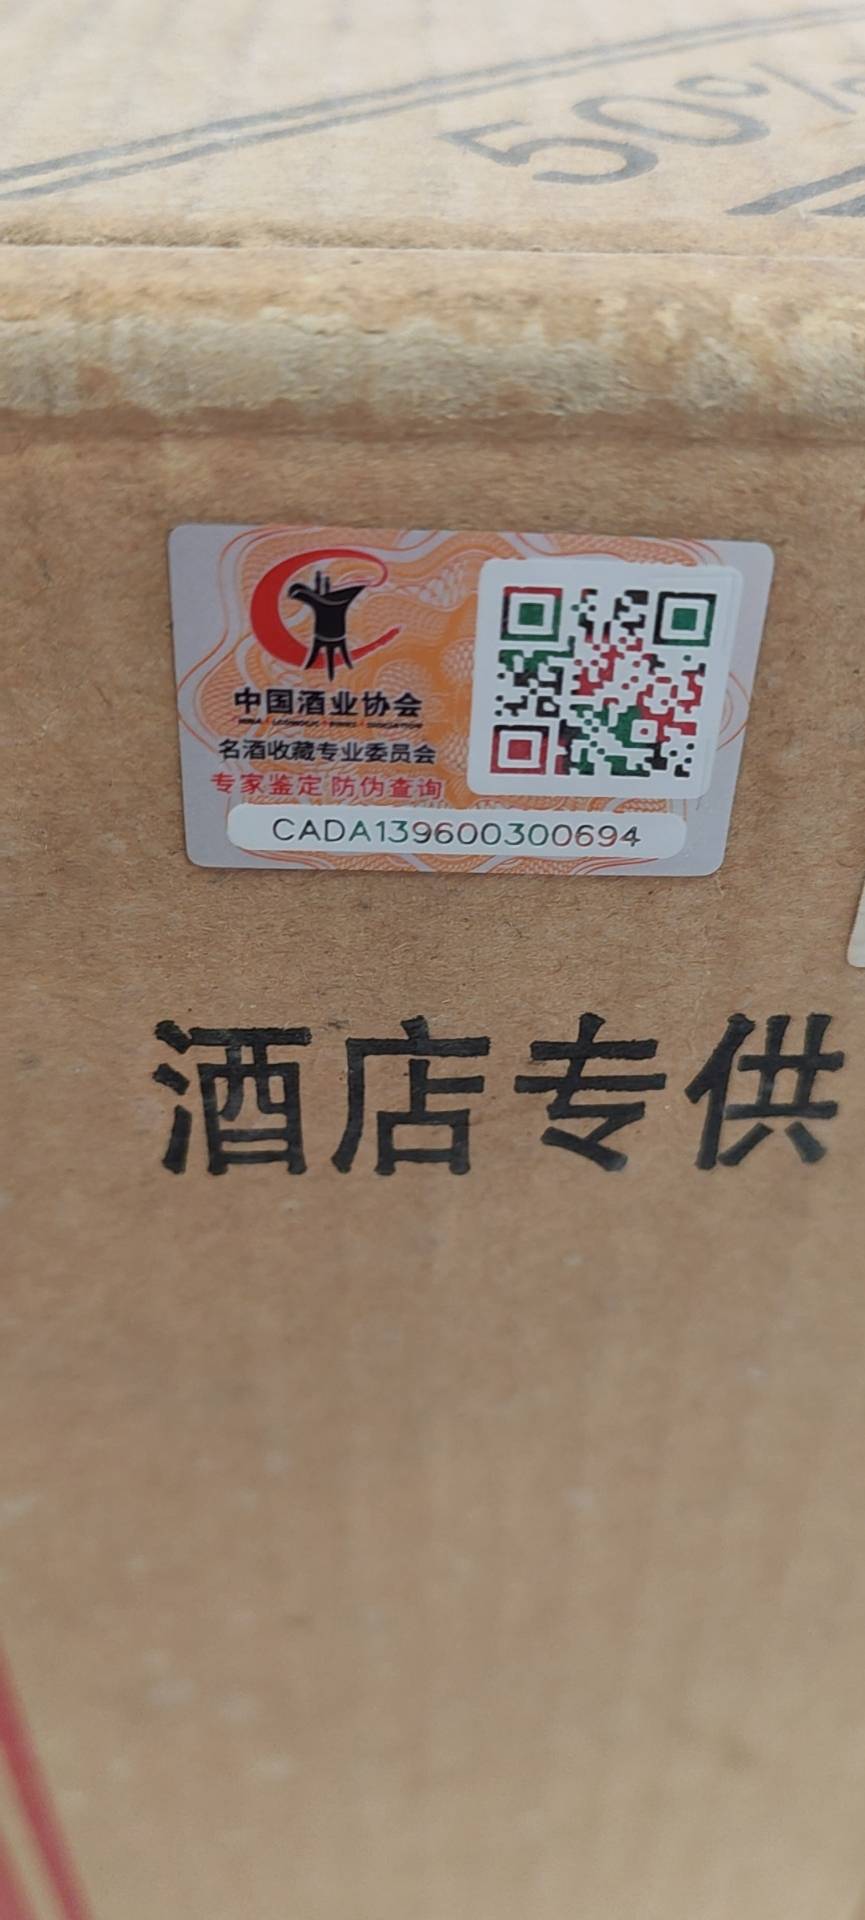 50%
中国酒业协会
名酒收藏专业委员会
专家鉴定 防伪查询
CADA139600300694
酒店专供